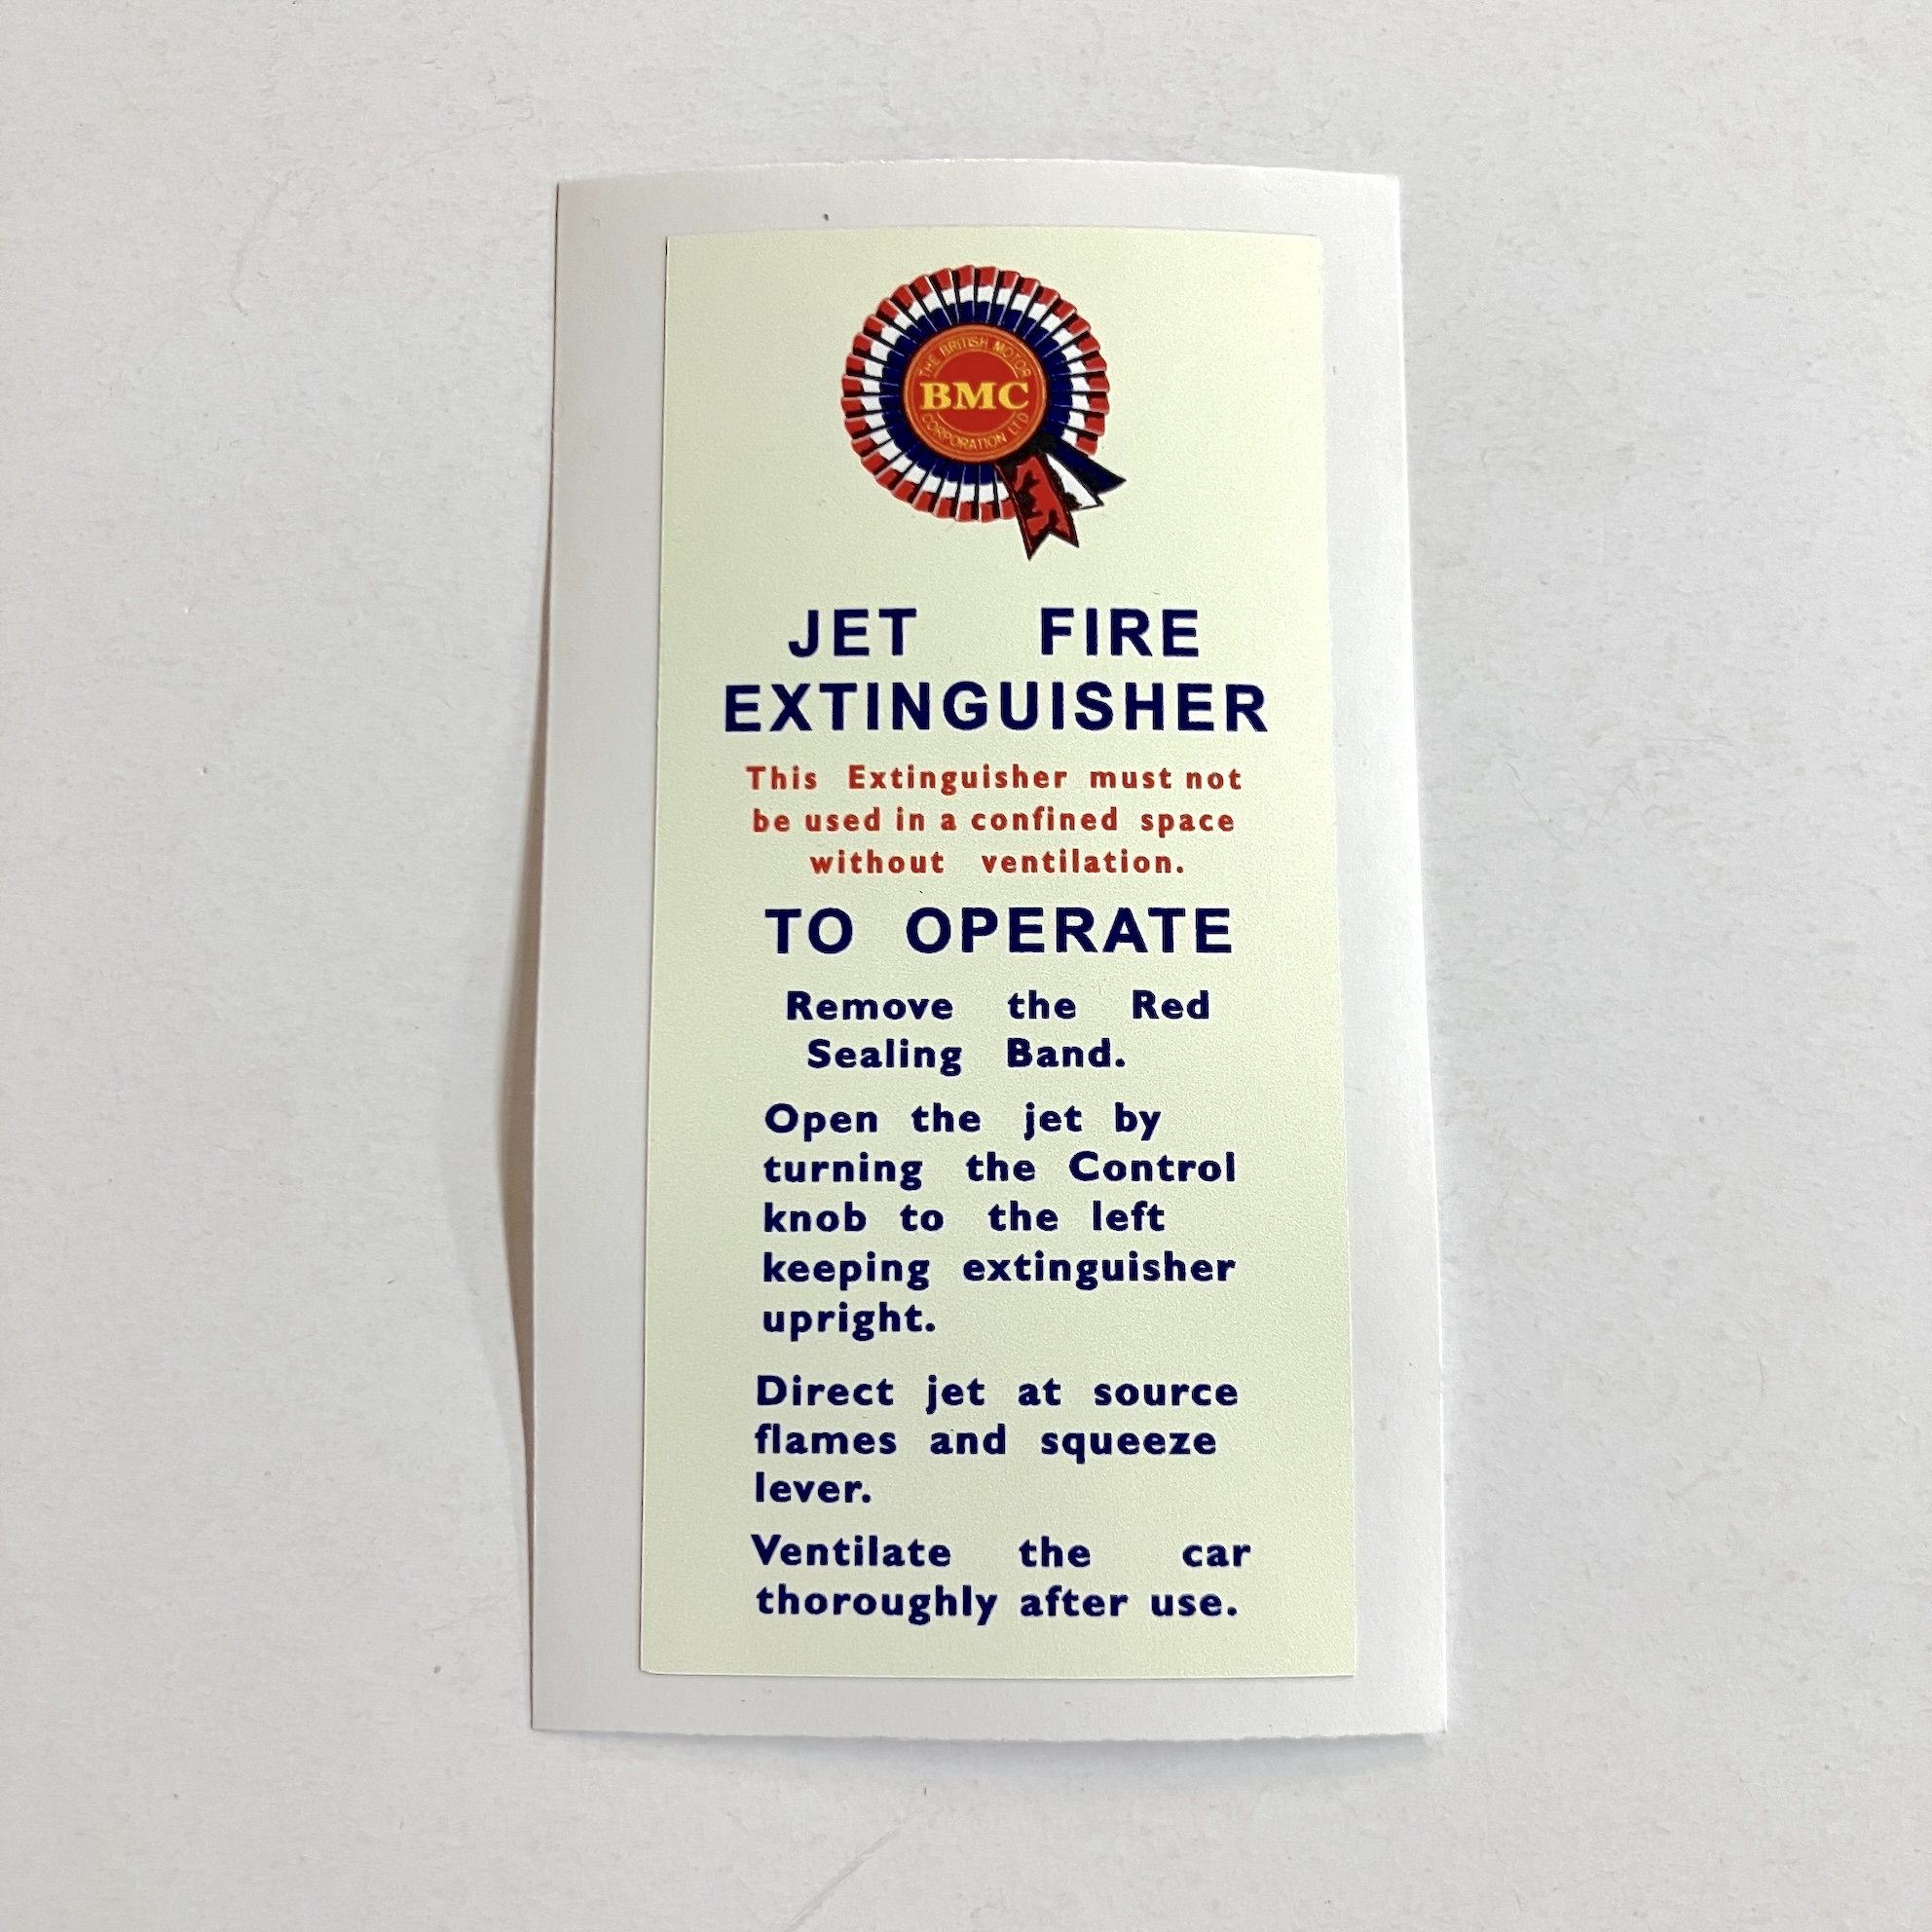 THE BRITISH MOTOR
BMC
CORPORATION LTD
JET FIRE
EXTINGUISHER
This Extinguisher must not
be used in a confined space
without ventilation.
TO OPERATE
Remove the Red
Sealing Band.
Open the jet by
turning the Control
knob to the left
keeping extinguisher
upright.
Direct jet at source
flames and squeeze
lever.
Ventilate the car
thoroughly after use.